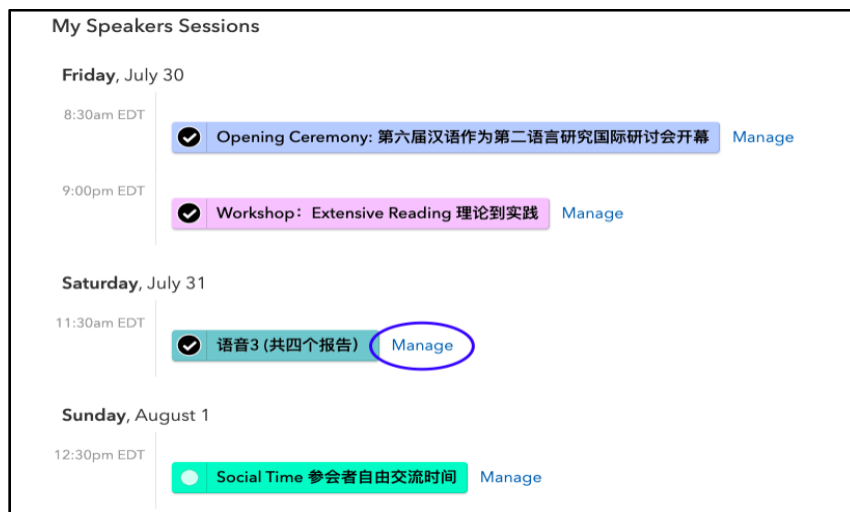 My Speakers Sessions
Friday, July 30
8:30am EDT
Opening Ceremony: 第六届汉语作为第二语言研究国际研讨会开幕 Manage
9:00pm EDT
Workshop：Extensive Reading 理论到实践 Manage
Saturday, July 31
11:30am EDT
语音3 (共四个报告） Manage
Sunday, August 1
12:30pm EDT
Social Time 参会者自由交流时间 Manage